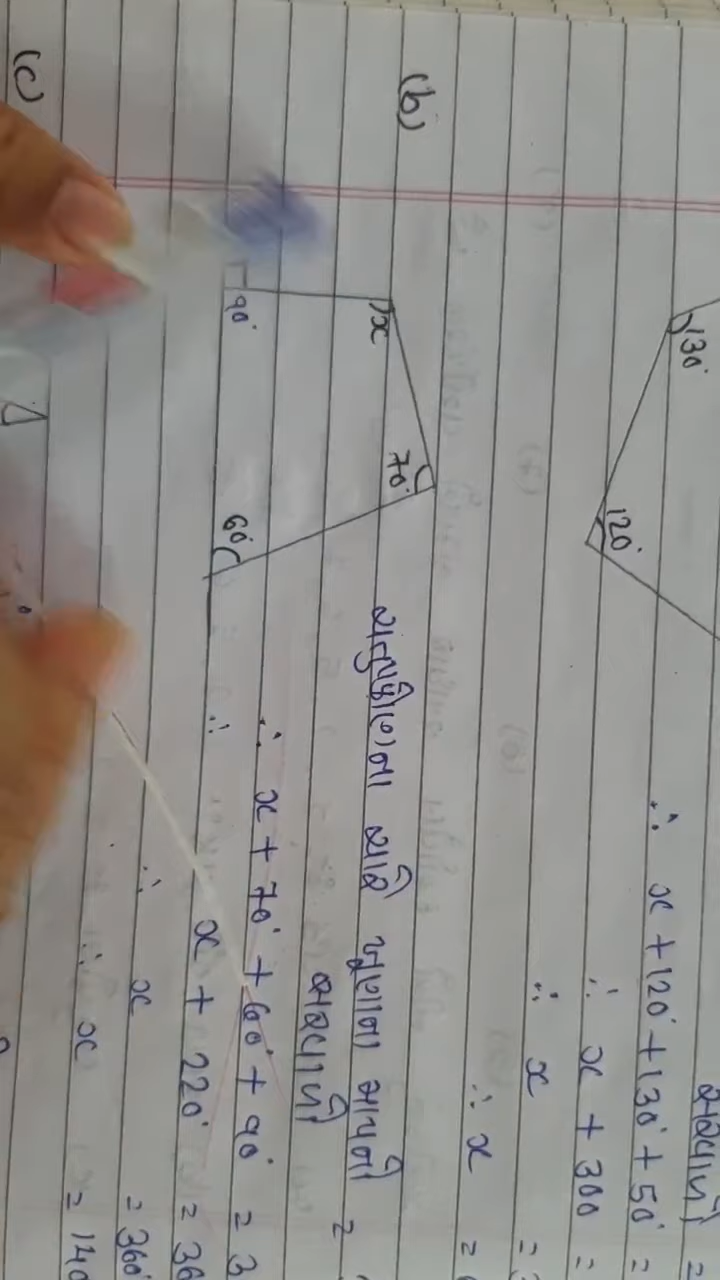 130°
120°
સરવાળો =
∴ x + 120° + 130° + 50° =
∴ x + 300 =
∴ x =
∴ x =
(b)
x
70°
90°
60°
ચતુષ્કોણના ચારે ખૂણાના માપનો
સરવાળો =
∴ x + 70° + 60° + 90° = 3
∴ x + 220° = 36
∴ x = 360°
∴ x = 140
(c)